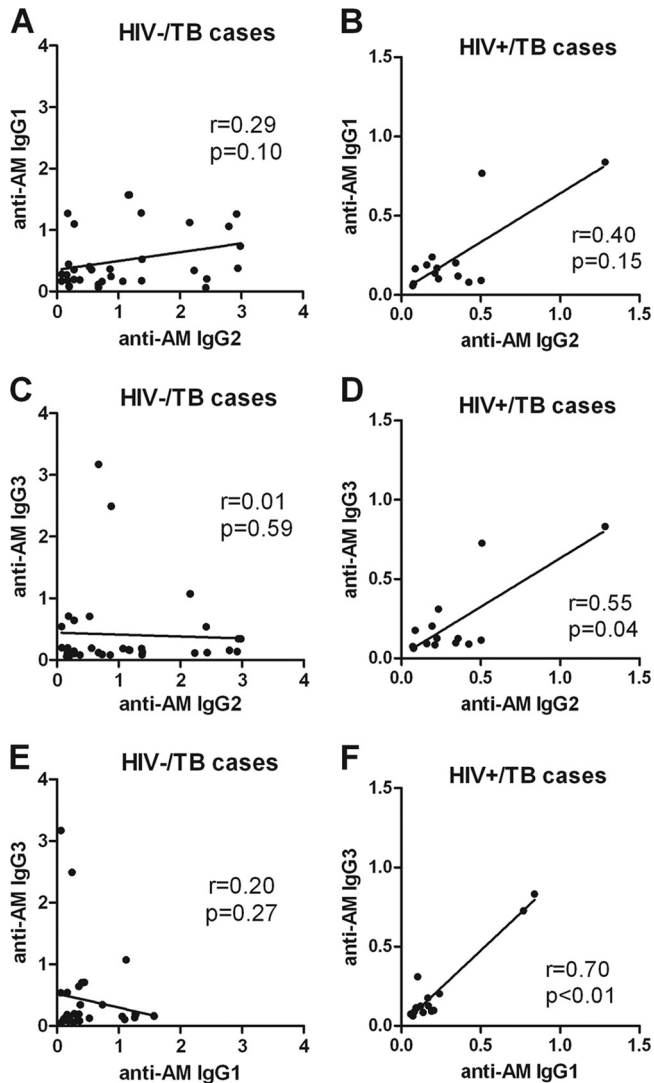 A
HIV-/TB cases
4
3
2
1
0
anti-AM IgG1
r=0.29
p=0.10
0 1 2 3 4
anti-AM IgG2
B
HIV+/TB cases
1.5
1.0
0.5
0.0
anti-AM IgG1
r=0.40
p=0.15
0.0 0.5 1.0 1.5
anti-AM IgG2
C
HIV-/TB cases
4
3
2
1
0
anti-AM IgG3
r=0.01
p=0.59
0 1 2 3 4
anti-AM IgG2
D
HIV+/TB cases
1.5
1.0
0.5
0.0
anti-AM IgG3
r=0.55
p=0.04
0.0 0.5 1.0 1.5
anti-AM IgG2
E
HIV-/TB cases
4
3
2
1
0
anti-AM IgG3
r=0.20
p=0.27
0 1 2 3 4
anti-AM IgG1
F
HIV+/TB cases
1.5
1.0
0.5
0.0
anti-AM IgG3
r=0.70
p<0.01
0.0 0.5 1.0 1.5
anti-AM IgG1